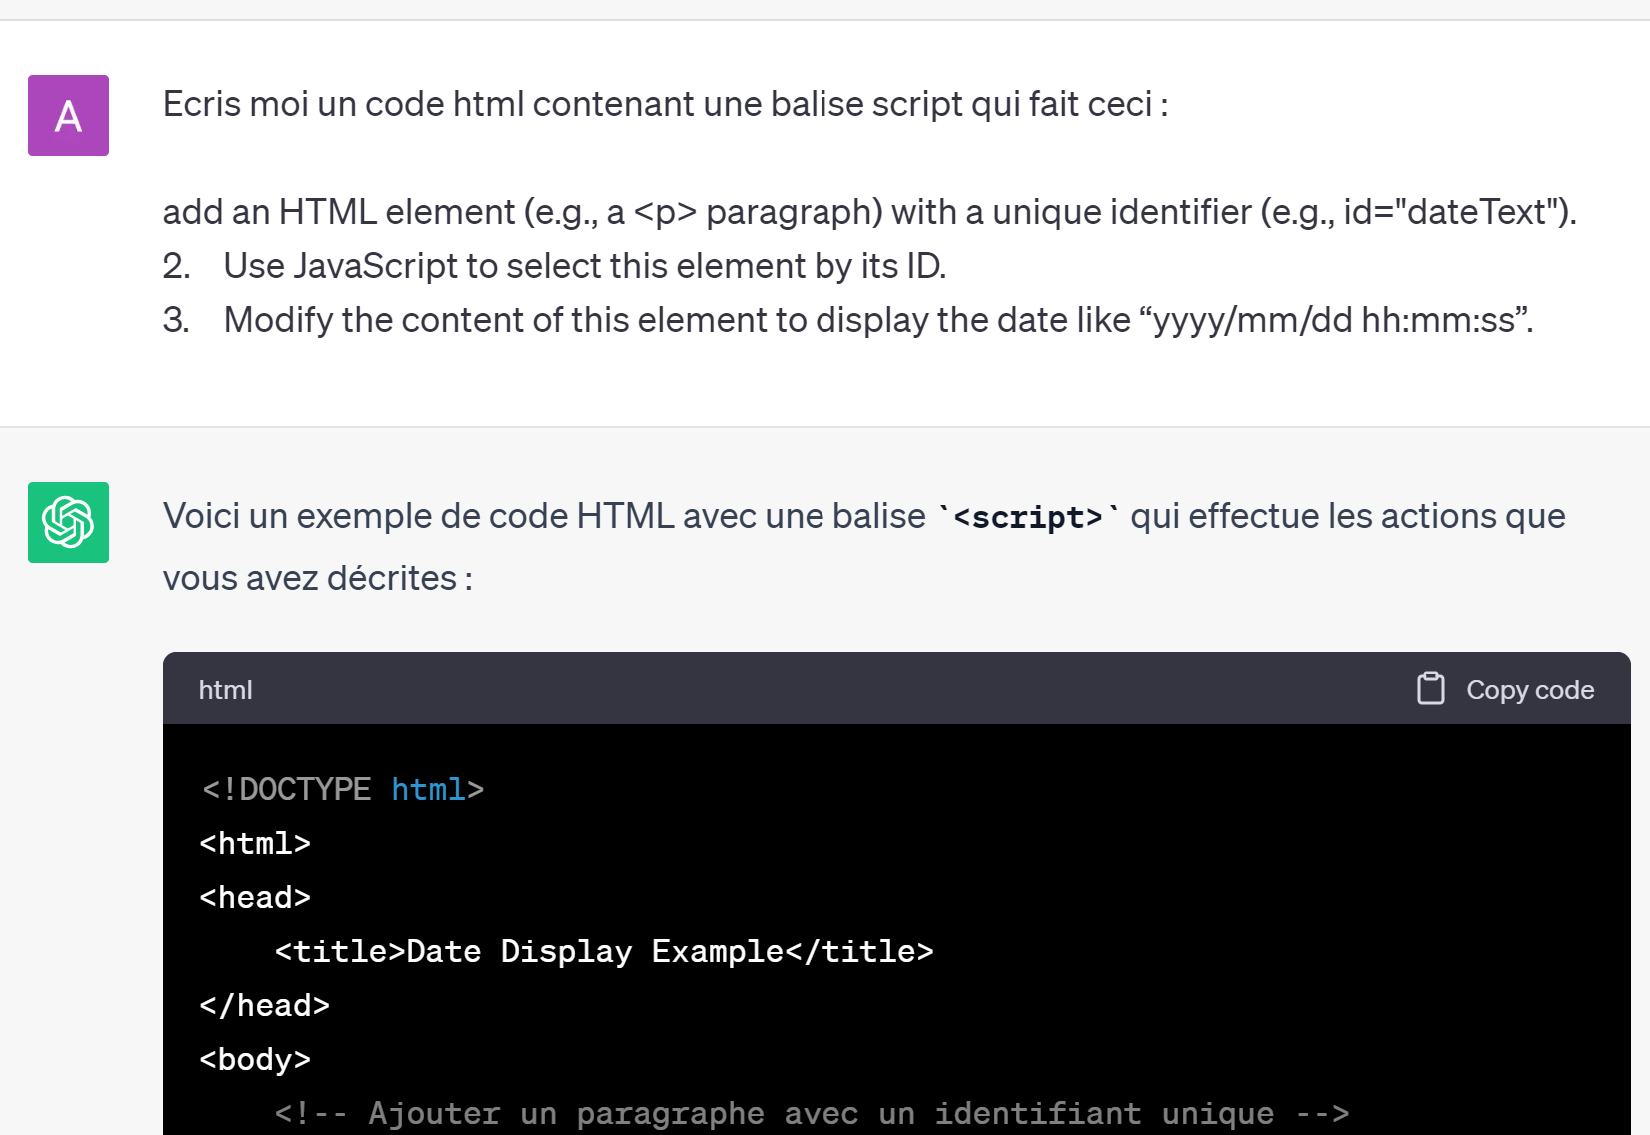 A
Ecris moi un code html contenant une balise script qui fait ceci :
add an HTML element (e.g., a <p> paragraph) with a unique identifier (e.g., id="dateText").
2. Use JavaScript to select this element by its ID.
3. Modify the content of this element to display the date like “yyyy/mm/dd hh:mm:ss”.
Voici un exemple de code HTML avec une balise `<script>` qui effectue les actions que
vous avez décrites :
html
Copy code
<!DOCTYPE html>
<html>
<head>
    <title>Date Display Example</title>
</head>
<body>
    <!-- Ajouter un paragraphe avec un identifiant unique -->